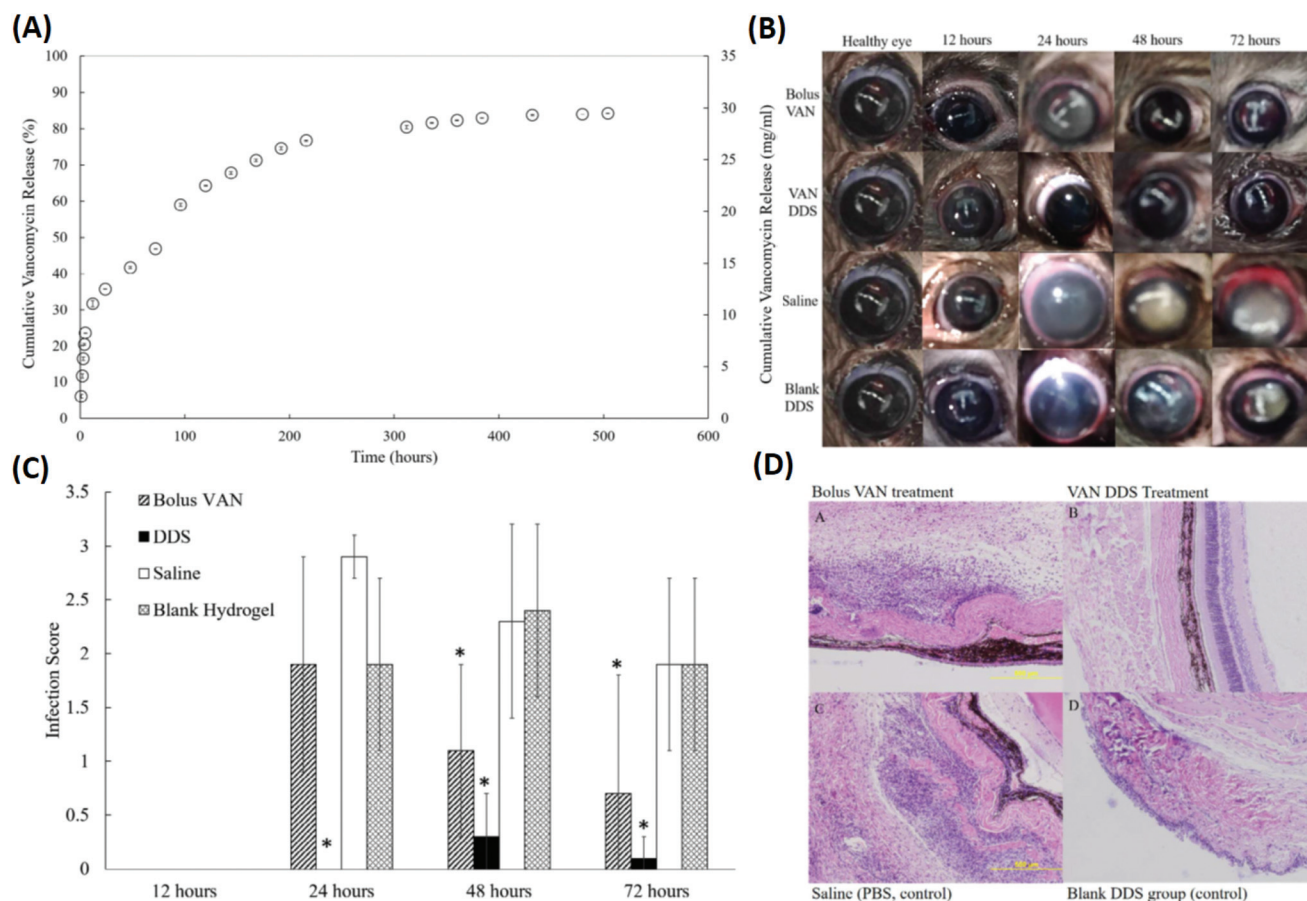 (A)
100
90
80
70
60
50
40
30
20
10
0
Cumulative Vancomycin Release (%)
35
30
25
20
15
10
5
0
Cumulative Vancomycin Release (mg/ml)
0 100 200 300 400 500 600
Time (hours)
(B)
Healthy eye 12 hours 24 hours 48 hours 72 hours
Bolus
VAN
VAN
DDS
Saline
Blank
DDS
(C)
3.5
3
2.5
2
1.5
1
0.5
0
Infection Score
Bolus VAN
DDS
Saline
Blank Hydrogel
*
*
*
*
*
12 hours 24 hours 48 hours 72 hours
(D)
Bolus VAN treatment VAN DDS Treatment
A
B
C
D
Saline (PBS, control) Blank DDS group (control)